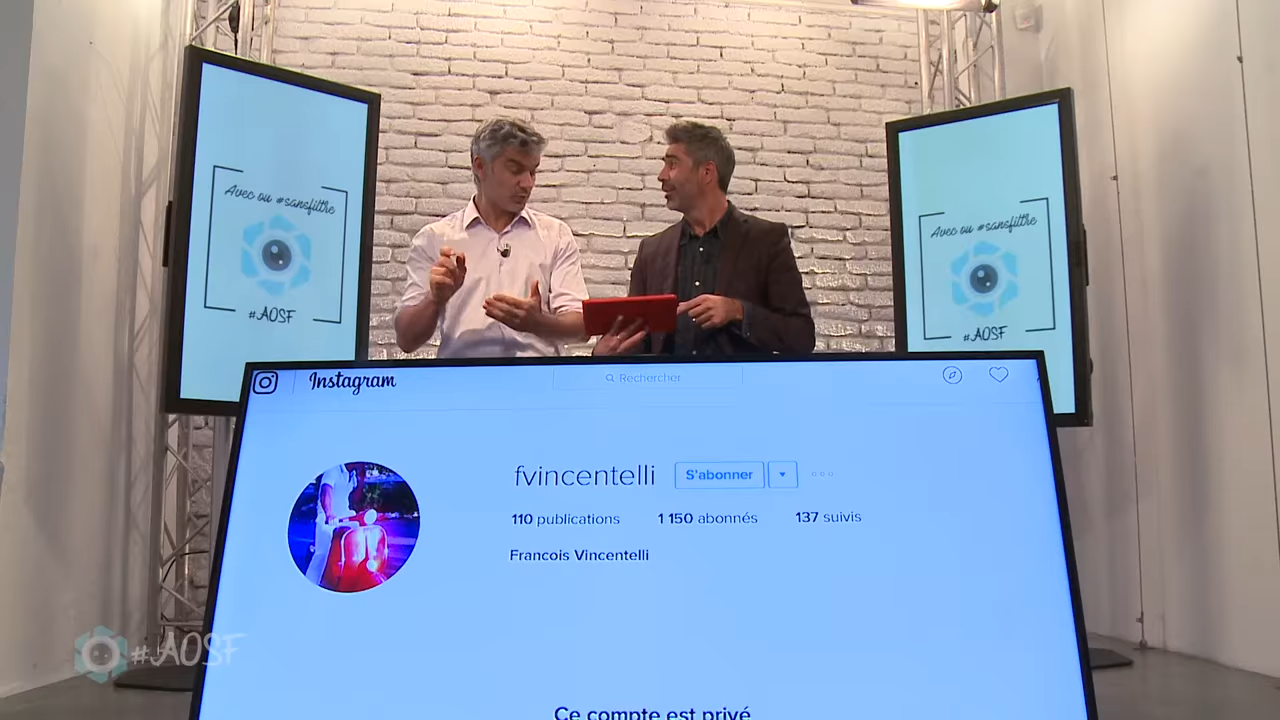 Avec ou #sansfiltre
#AOSF
Avec ou #sansfiltre
#AOSF
Instagram
Rechercher
fvincentelli
S'abonner
110 publications 1 150 abonnés 137 suivis
Francois Vincentelli
Ce compte est privé
#AOSF